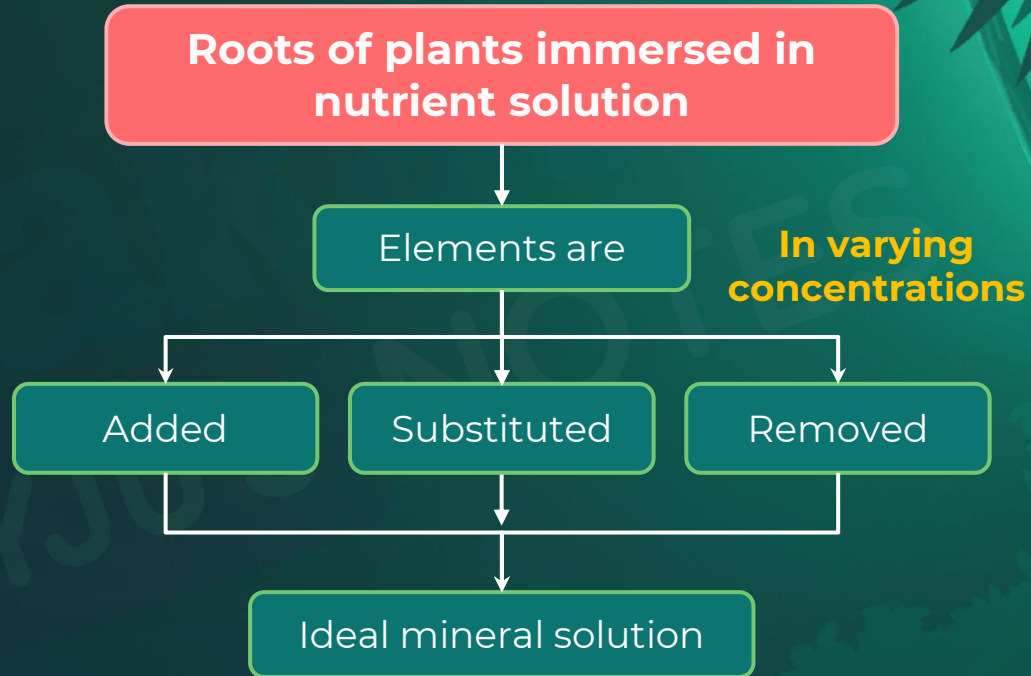 Roots of plants immersed in
nutrient solution
Elements are
In varying
concentrations
Added
Substituted
Removed
Ideal mineral solution